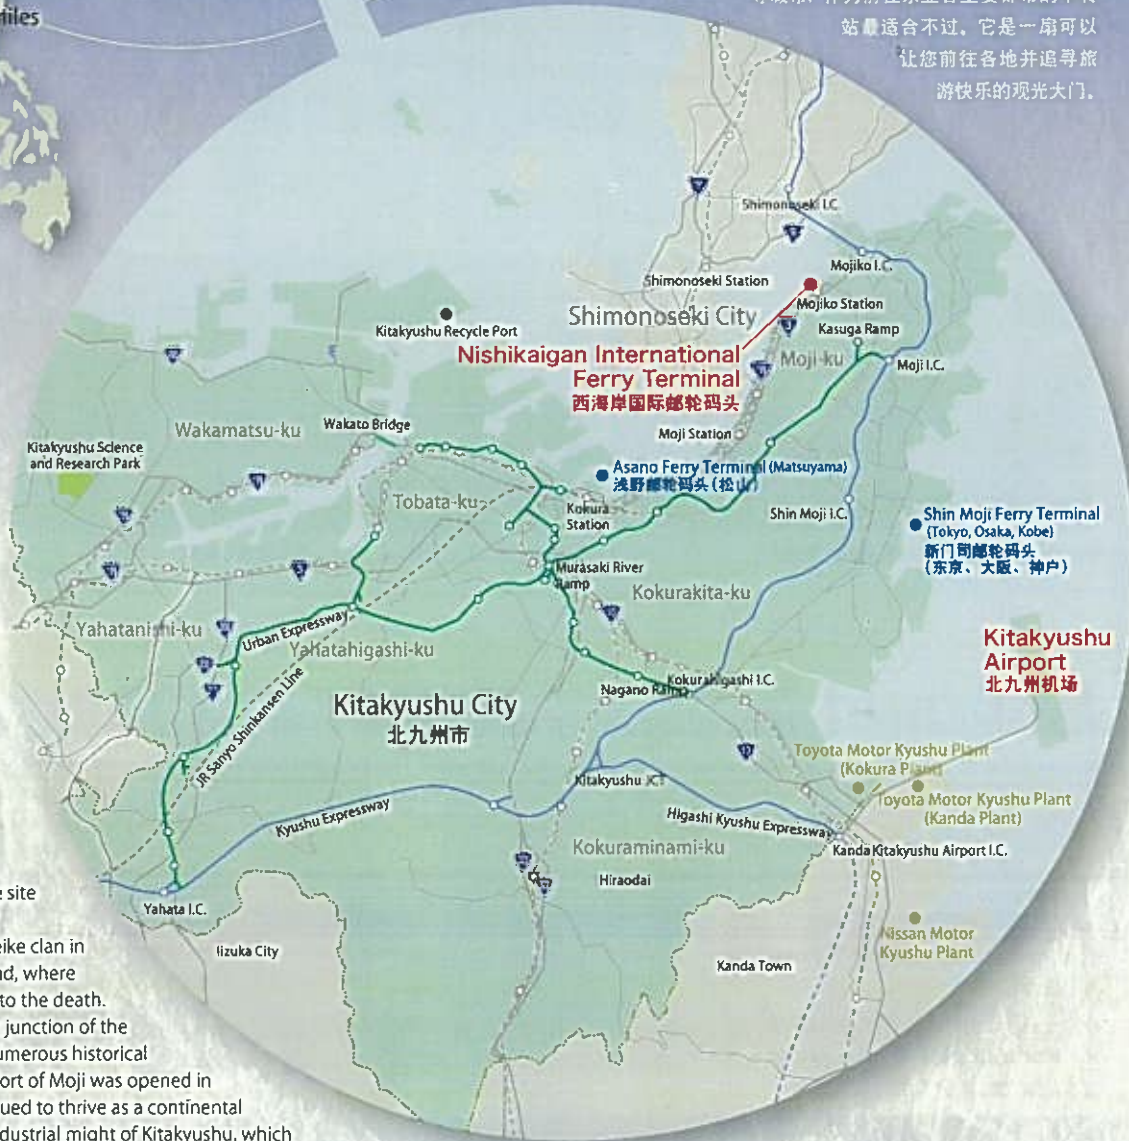 Miles
站最适合不过。它是一扇可以
让您前往各地并追寻旅
游快乐的观光大门。
Shimonoseki I.C.
Mojiko I.C.
Shimonoseki Station
Mojiko Station
Shimonoseki City
Kitakyushu Recycle Port
Kasuga Ramp
Nishikaigan International
Ferry Terminal
西海岸国际邮轮码头
Moji-ku
Moji I.C.
3
Wakamatsu-ku
Wakato Bridge
Moji Station
Kitakyushu Science
and Research Park
Asano Ferry Terminal (Matsuyama)
浅野邮轮码头(松山)
Tobata-ku
Kokura
Station
Shin Moji I.C.
Shin Moji Ferry Terminal
(Tokyo, Osaka, Kobe)
新门司邮轮码头
(东京、大阪、神户)
3
Murasaki River
Ramp
Kokurakita-ku
Yahatanishi-ku
Urban Expressway
Yahatahigashi-ku
Kitakyushu
Airport
北九州机场
JR Sanyo Shinkansen Line
Kokurahigashi I.C.
Nagano Ramp
Kitakyushu City
北九州市
Toyota Motor Kyushu Plant
(Kokura Plant)
Kitakyushu JCT
Toyota Motor Kyushu Plant
(Kanda Plant)
Kyushu Expressway
Higashi Kyushu Expressway
Kokuraminami-ku
Kanda Kitakyushu Airport I.C.
Hiraodai
Yahata I.C.
Nissan Motor
Kyushu Plant
Iizuka City
Kanda Town
site
eike clan in
nd, where
to the death.
junction of the
umerous historical
ort of Moji was opened in
ued to thrive as a continental
dustrial might of Kitakyushu, which